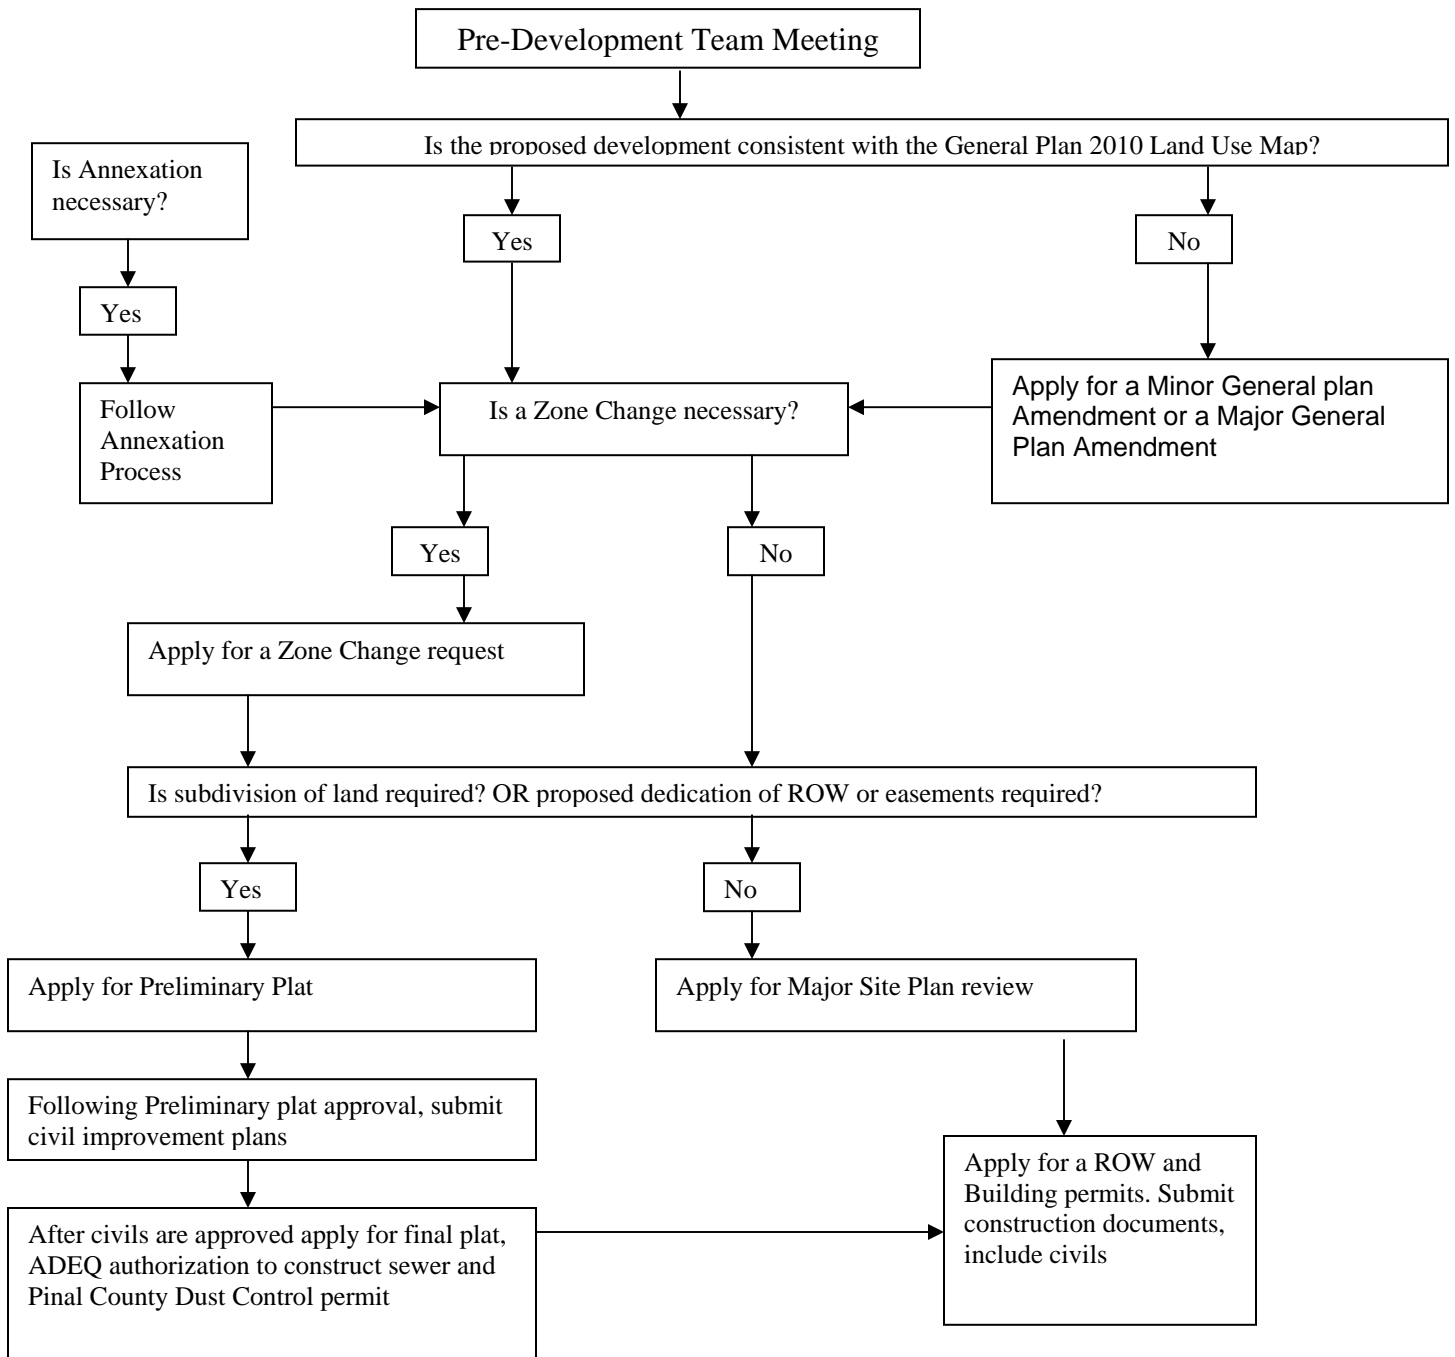 Pre-Development Team Meeting
Is the proposed development consistent with the General Plan 2010 Land Use Map?
Is Annexation
necessary?
Yes
No
Yes
Follow
Annexation
Process
Is a Zone Change necessary?
Apply for a Minor General plan
Amendment or a Major General
Plan Amendment
Yes
No
Apply for a Zone Change request
Is subdivision of land required? OR proposed dedication of ROW or easements required?
Yes
No
Apply for Preliminary Plat
Apply for Major Site Plan review
Following Preliminary plat approval, submit
civil improvement plans
Apply for a ROW and
Building permits. Submit
construction documents,
include civils
After civils are approved apply for final plat,
ADEQ authorization to construct sewer and
Pinal County Dust Control permit